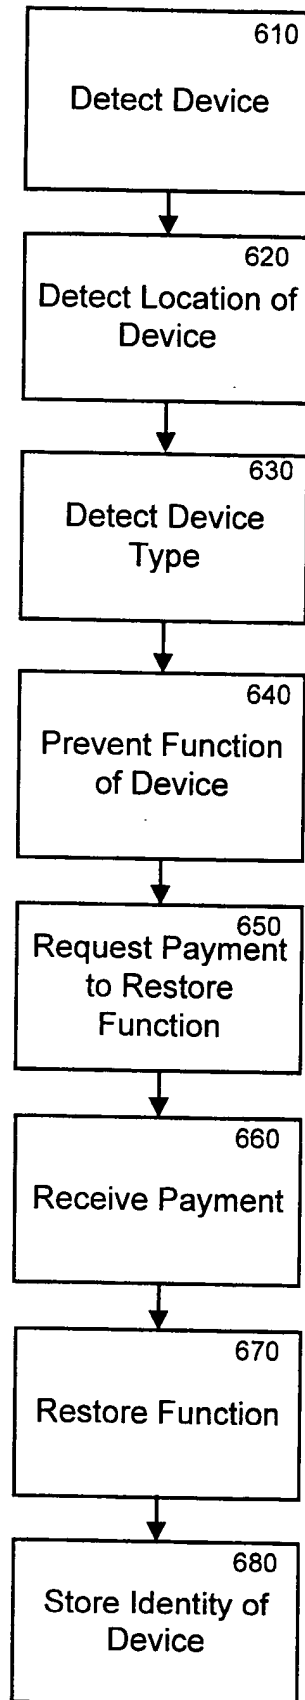 610
Detect Device
620
Detect Location of
Device
630
Detect Device
Type
640
Prevent Function
of Device
650
Request Payment
to Restore
Function
660
Receive Payment
670
Restore Function
680
Store Identity of
Device